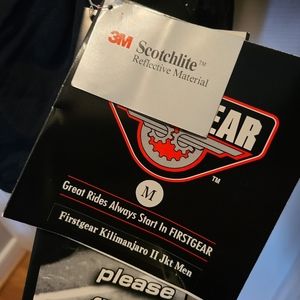 3M Scotchlite™
Reflective Material
EAR
TM
M
Great Rides Always Start In FIRSTGEAR
Firstgear Kilimanjaro II Jkt Men
please